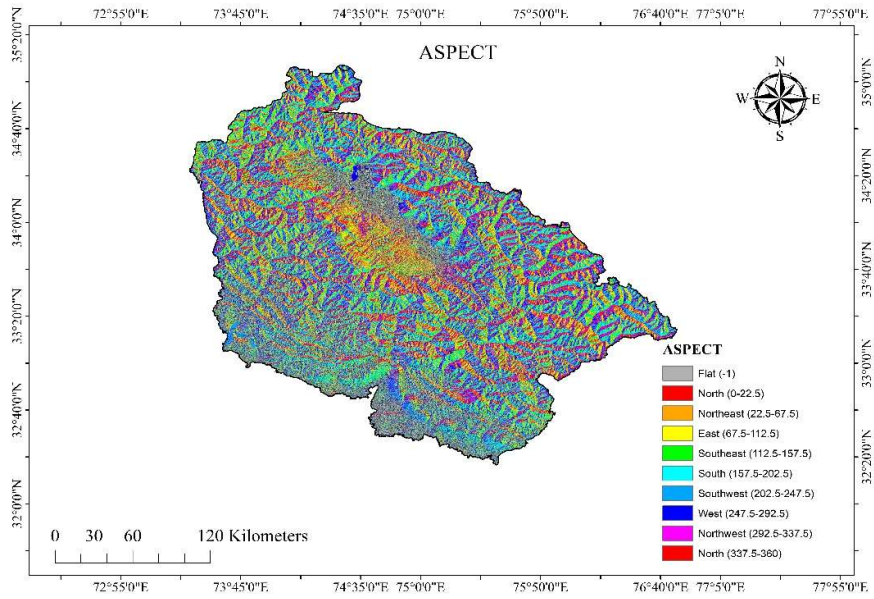 72°55'0"E 73°45'0"E 74°35'0"E 75°0'0"E 75°50'0"E 76°40'0"E 77°50'0"E 77°55'0"E
35°20'0"N
34°40'0"N
34°0'0"N
33°20'0"N
32°40'0"N
32°0'0"N
ASPECT
N
W E
S
35°0'0"N
34°20'0"N
33°40'0"N
33°0'0"N
32°20'0"N
ASPECT
Flat (-1)
North (0-22.5)
Northeast (22.5-67.5)
East (67.5-112.5)
Southeast (112.5-157.5)
South (157.5-202.5)
Southwest (202.5-247.5)
West (247.5-292.5)
Northwest (292.5-337.5)
North (337.5-360)
0 30 60 120 Kilometers
72°55'0"E 73°45'0"E 74°35'0"E 75°0'0"E 75°50'0"E 76°40'0"E 77°50'0"E 77°55'0"E